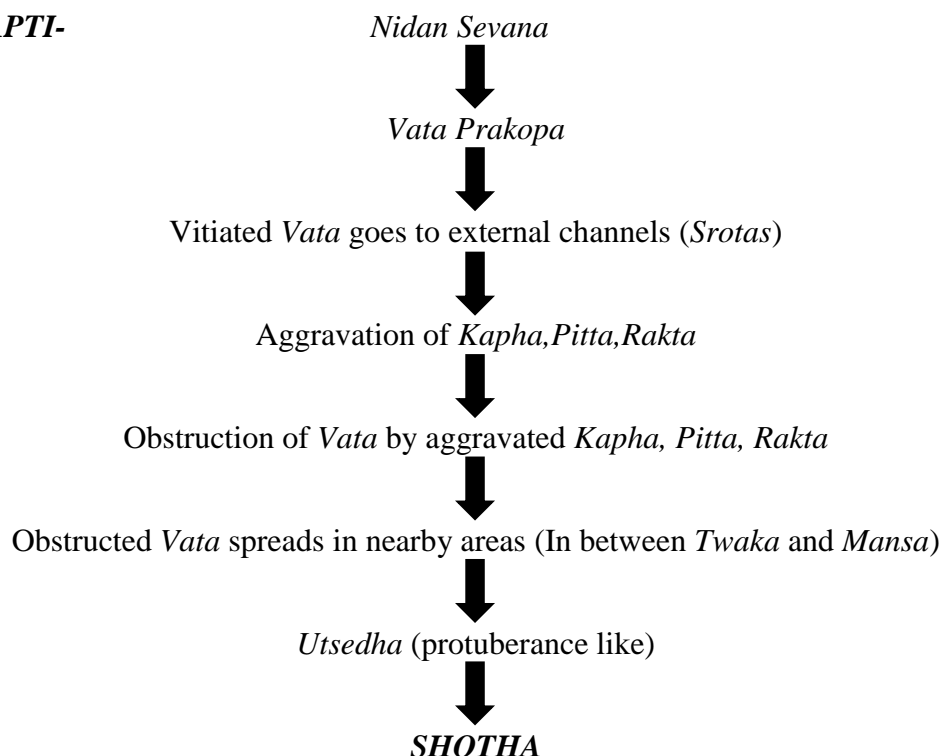 APTI- Nidan Sevana
Vata Prakopa
Vitiated Vata goes to external channels (Srotas)
Aggravation of Kapha,Pitta,Rakta
Obstruction of Vata by aggravated Kapha, Pitta, Rakta
Obstructed Vata spreads in nearby areas (In between Twaka and Mansa)
Utsedha (protuberance like)
SHOTHA